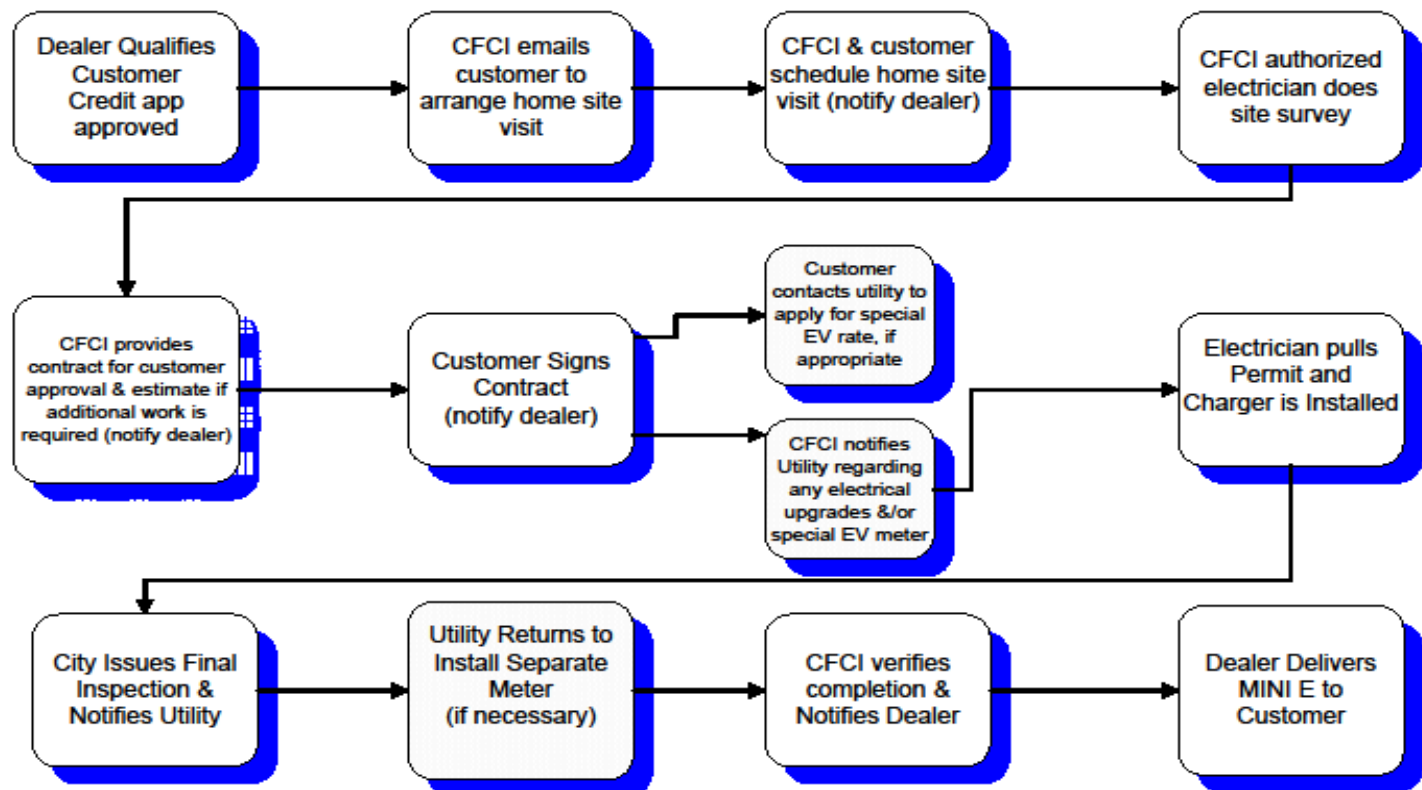 Dealer Qualifies
Customer
Credit app
approved
CFCI emails
customer to
arrange home site
visit
CFCI & customer
schedule home site
visit (notify dealer)
CFCI authorized
electrician does
site survey
CFCI provides
contract for customer
approval & estimate if
additional work is
required (notify dealer)
Customer Signs
Contract
(notify dealer)
Customer
contacts utility to
apply for special
EV rate, if
appropriate
CFCI notifies
Utility regarding
any electrical
upgrades &/or
special EV meter
Electrician pulls
Permit and
Charger is Installed
City Issues Final
Inspection &
Notifies Utility
Utility Returns to
Install Separate
Meter
(if necessary)
CFCI verifies
completion &
Notifies Dealer
Dealer Delivers
MINI E to
Customer